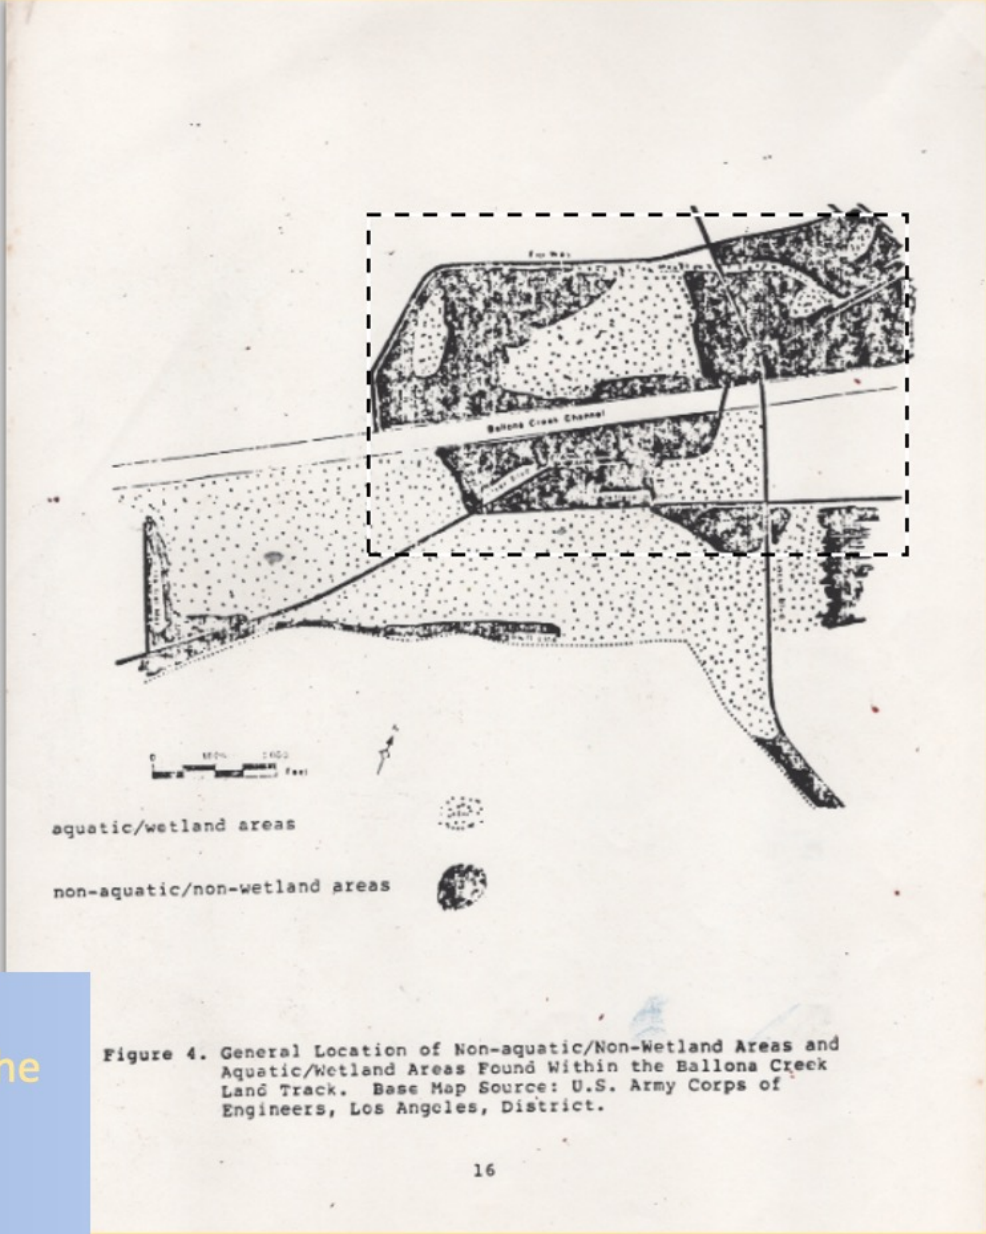 Ballona Creek Channel
0
Feet
aquatic/wetland areas
non-aquatic/non-wetland areas
ne
Figure 4. General Location of Non-aquatic/Non-Wetland Areas and
Aquatic/Wetland Areas Found Within the Ballona Creek
Land Track. Base Map Source: U.S. Army Corps of
Engineers, Los Angeles, District.
16